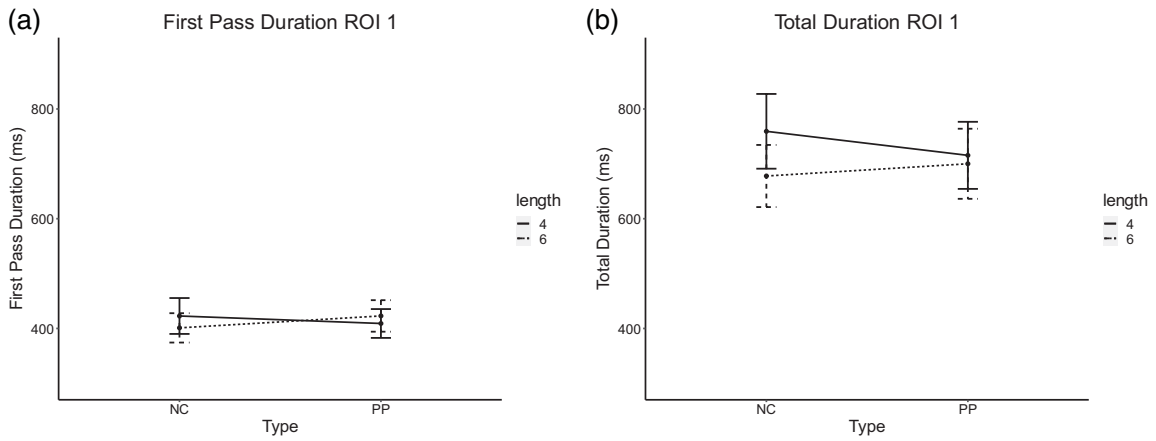 (a)
First Pass Duration ROI 1
First Pass Duration (ms)
800
600
400
NC
PP
Type
length
4
6
(b)
Total Duration ROI 1
Total Duration (ms)
800
600
400
NC
PP
Type
length
4
6